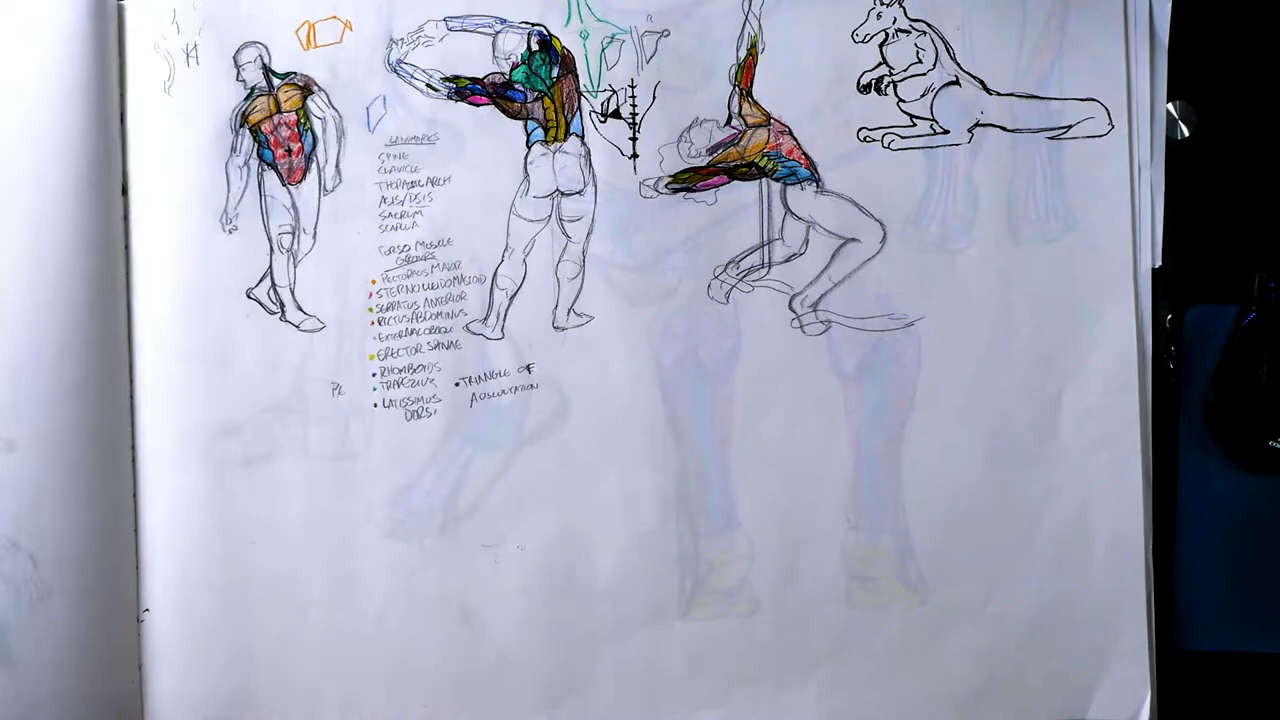 LANDMARKS
SPINE
CLAVICLE
THORACIC ARCH
ASIS/PSIS
SACRUM
SCAPULA
TORSO MUSCLE
GROUPS
• PECTORALIS MAJOR
• STERNOCLEIDOMASTOID
• SERRATUS ANTERIOR
• RECTUS ABDOMINUS
• EXTERNAL OBLIQUE
• ERECTOR SPINAE
• RHOMBOIDS
• TRAPEZIUS
• LATISSIMUS
DORSI
• TRIANGLE OF
AUSCULTATION
PE